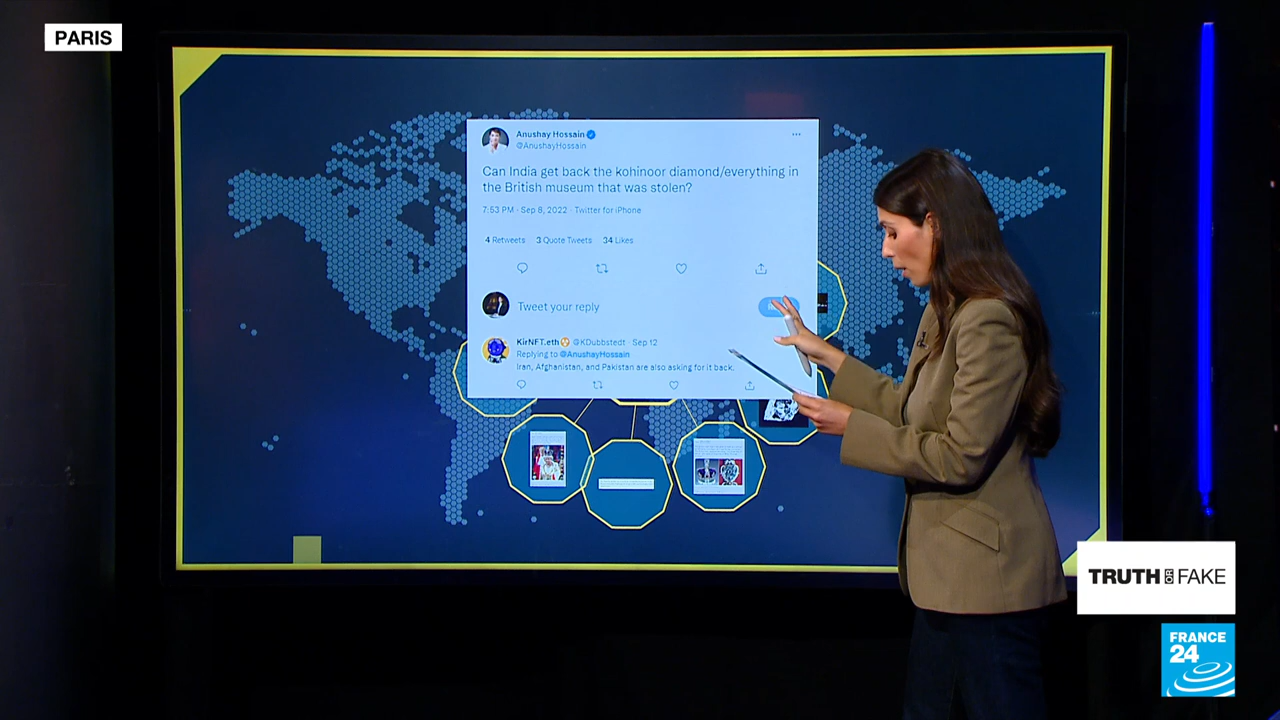 PARIS
Anushay Hossain
@AnushayHossain
Can India get back the kohinoor diamond/everything in
the British museum that was stolen?
7:53 PM · Sep 8, 2022 · Twitter for iPhone
4 Retweets 3 Quote Tweets 34 Likes
Tweet your reply
KirNFT.eth @KDubbstedt · Sep 12
Replying to @AnushayHossain
Iran, Afghanistan, and Pakistan are also asking for it back.
TRUTH OR FAKE
FRANCE
24